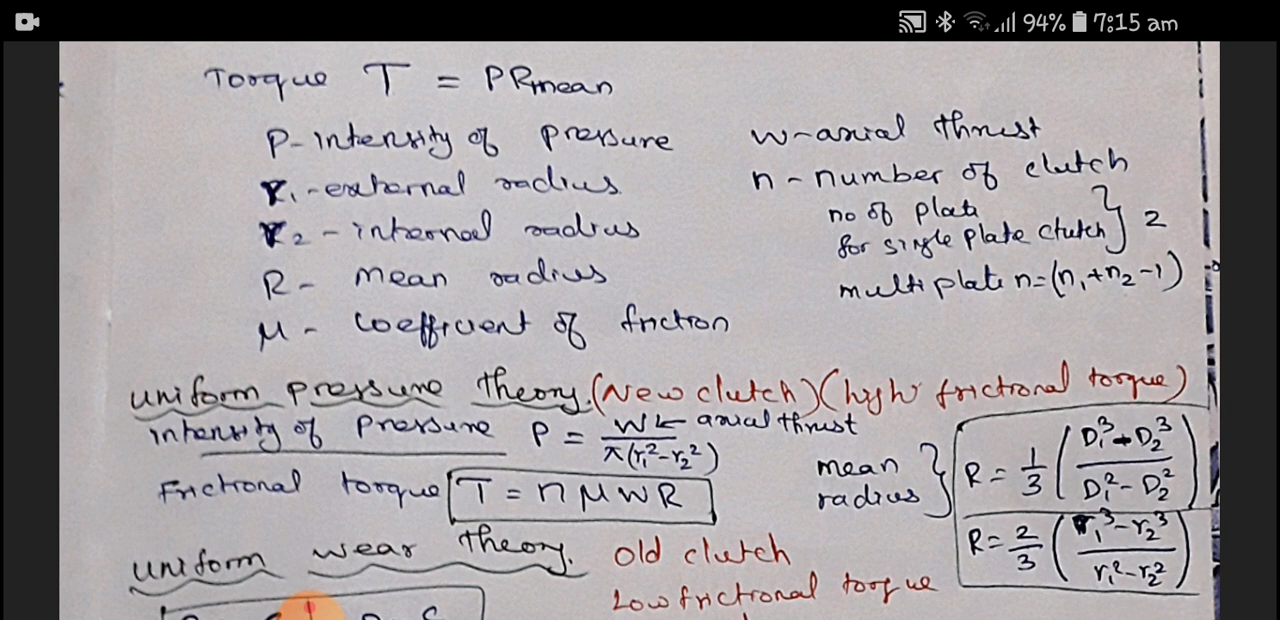 94% 7:15 am
Torque T = PRmean
P-intensity of pressure
r₁-external radius
r₂-internal radius
R- mean radius
μ- coefficient of friction
w-axial thrust
n-number of clutch
no of plate
for single plate clutch } 2
multiplate n=(n₁+n₂-1)
uniform pressure theory.(New clutch)(high frictional torque)
intensity of pressure P = W/π(r₁²-r₂²) ← axial thrust
Frictional torque T = nμWR
mean radius } R = 1/3 (D₁³-D₂³/D₁²-D₂²)
R = 2/3 (r₁³-r₂³/r₁²-r₂²)
uniform wear theory. Old clutch
Low frictional torque